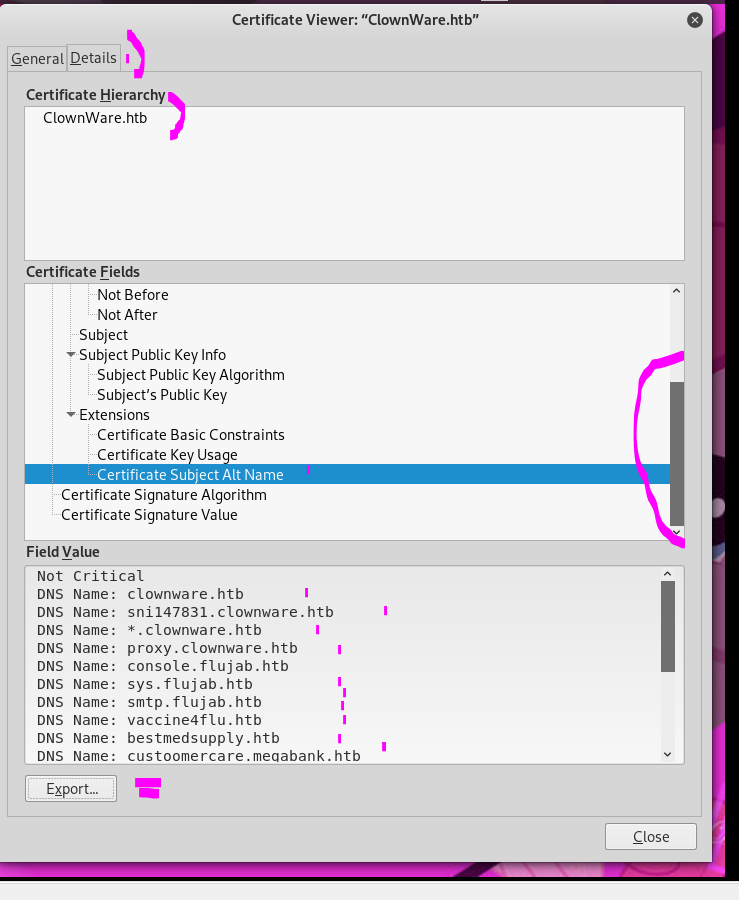 Certificate Viewer: “ClownWare.htb”
General Details
Certificate Hierarchy
ClownWare.htb
Certificate Fields
Not Before
Not After
Subject
Subject Public Key Info
Subject Public Key Algorithm
Subject's Public Key
Extensions
Certificate Basic Constraints
Certificate Key Usage
Certificate Subject Alt Name
Certificate Signature Algorithm
Certificate Signature Value
Field Value
Not Critical
DNS Name: clownware.htb
DNS Name: sni147831.clownware.htb
DNS Name: *.clownware.htb
DNS Name: proxy.clownware.htb
DNS Name: console.flujab.htb
DNS Name: sys.flujab.htb
DNS Name: smtp.flujab.htb
DNS Name: vaccine4flu.htb
DNS Name: bestmedsupply.htb
DNS Name: custoomercare.megabank.htb
Export...
Close